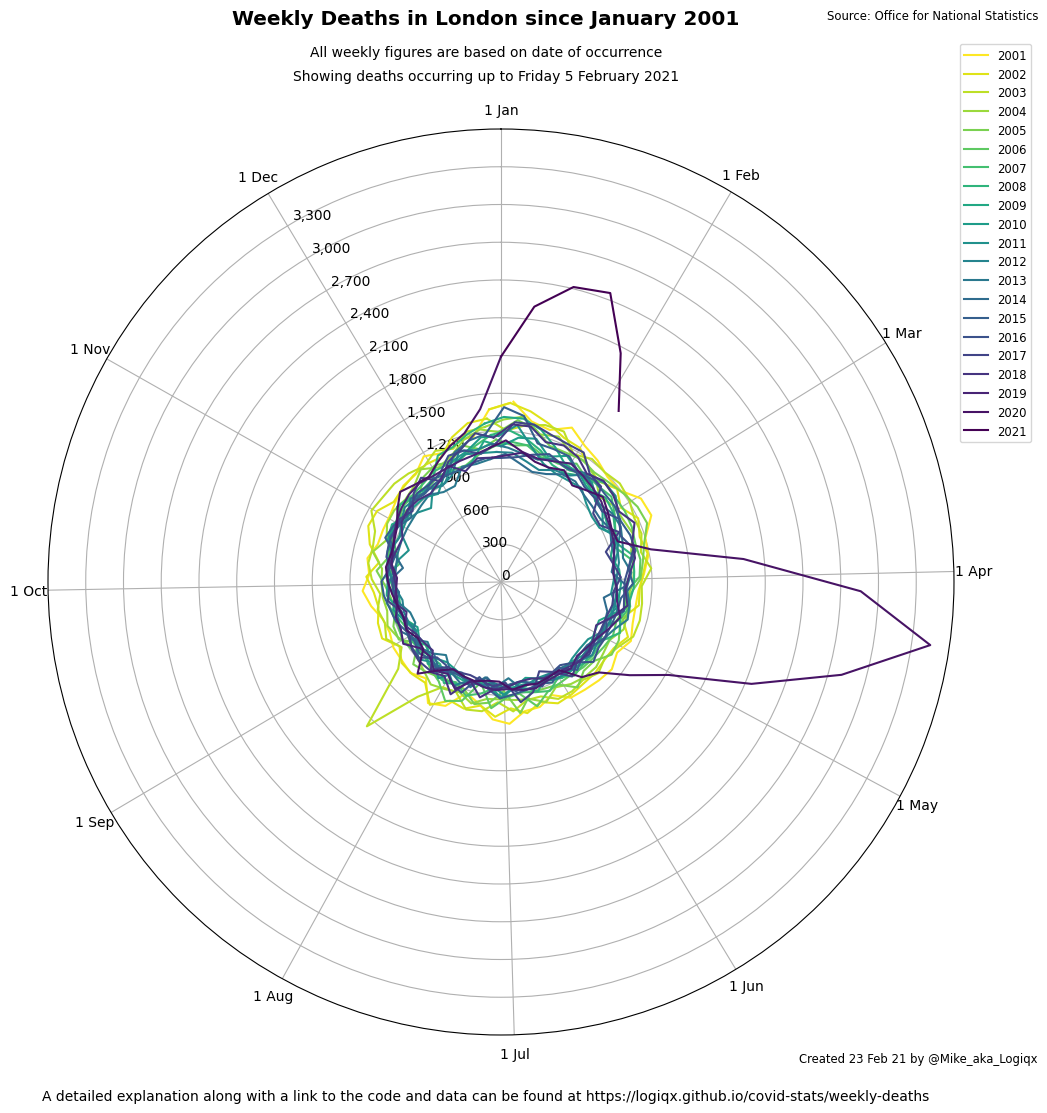 Weekly Deaths in London since January 2001
Source: Office for National Statistics
All weekly figures are based on date of occurrence
Showing deaths occurring up to Friday 5 February 2021
1 Jan
1 Feb
1 Mar
1 Apr
1 May
1 Jun
1 Jul
1 Aug
1 Sep
1 Oct
1 Nov
1 Dec
3,300
3,000
2,700
2,400
2,100
1,800
1,500
1,200
900
600
300
0
2001
2002
2003
2004
2005
2006
2007
2008
2009
2010
2011
2012
2013
2014
2015
2016
2017
2018
2019
2020
2021
Created 23 Feb 21 by @Mike_aka_Logiqx
A detailed explanation along with a link to the code and data can be found at https://logiqx.github.io/covid-stats/weekly-deaths